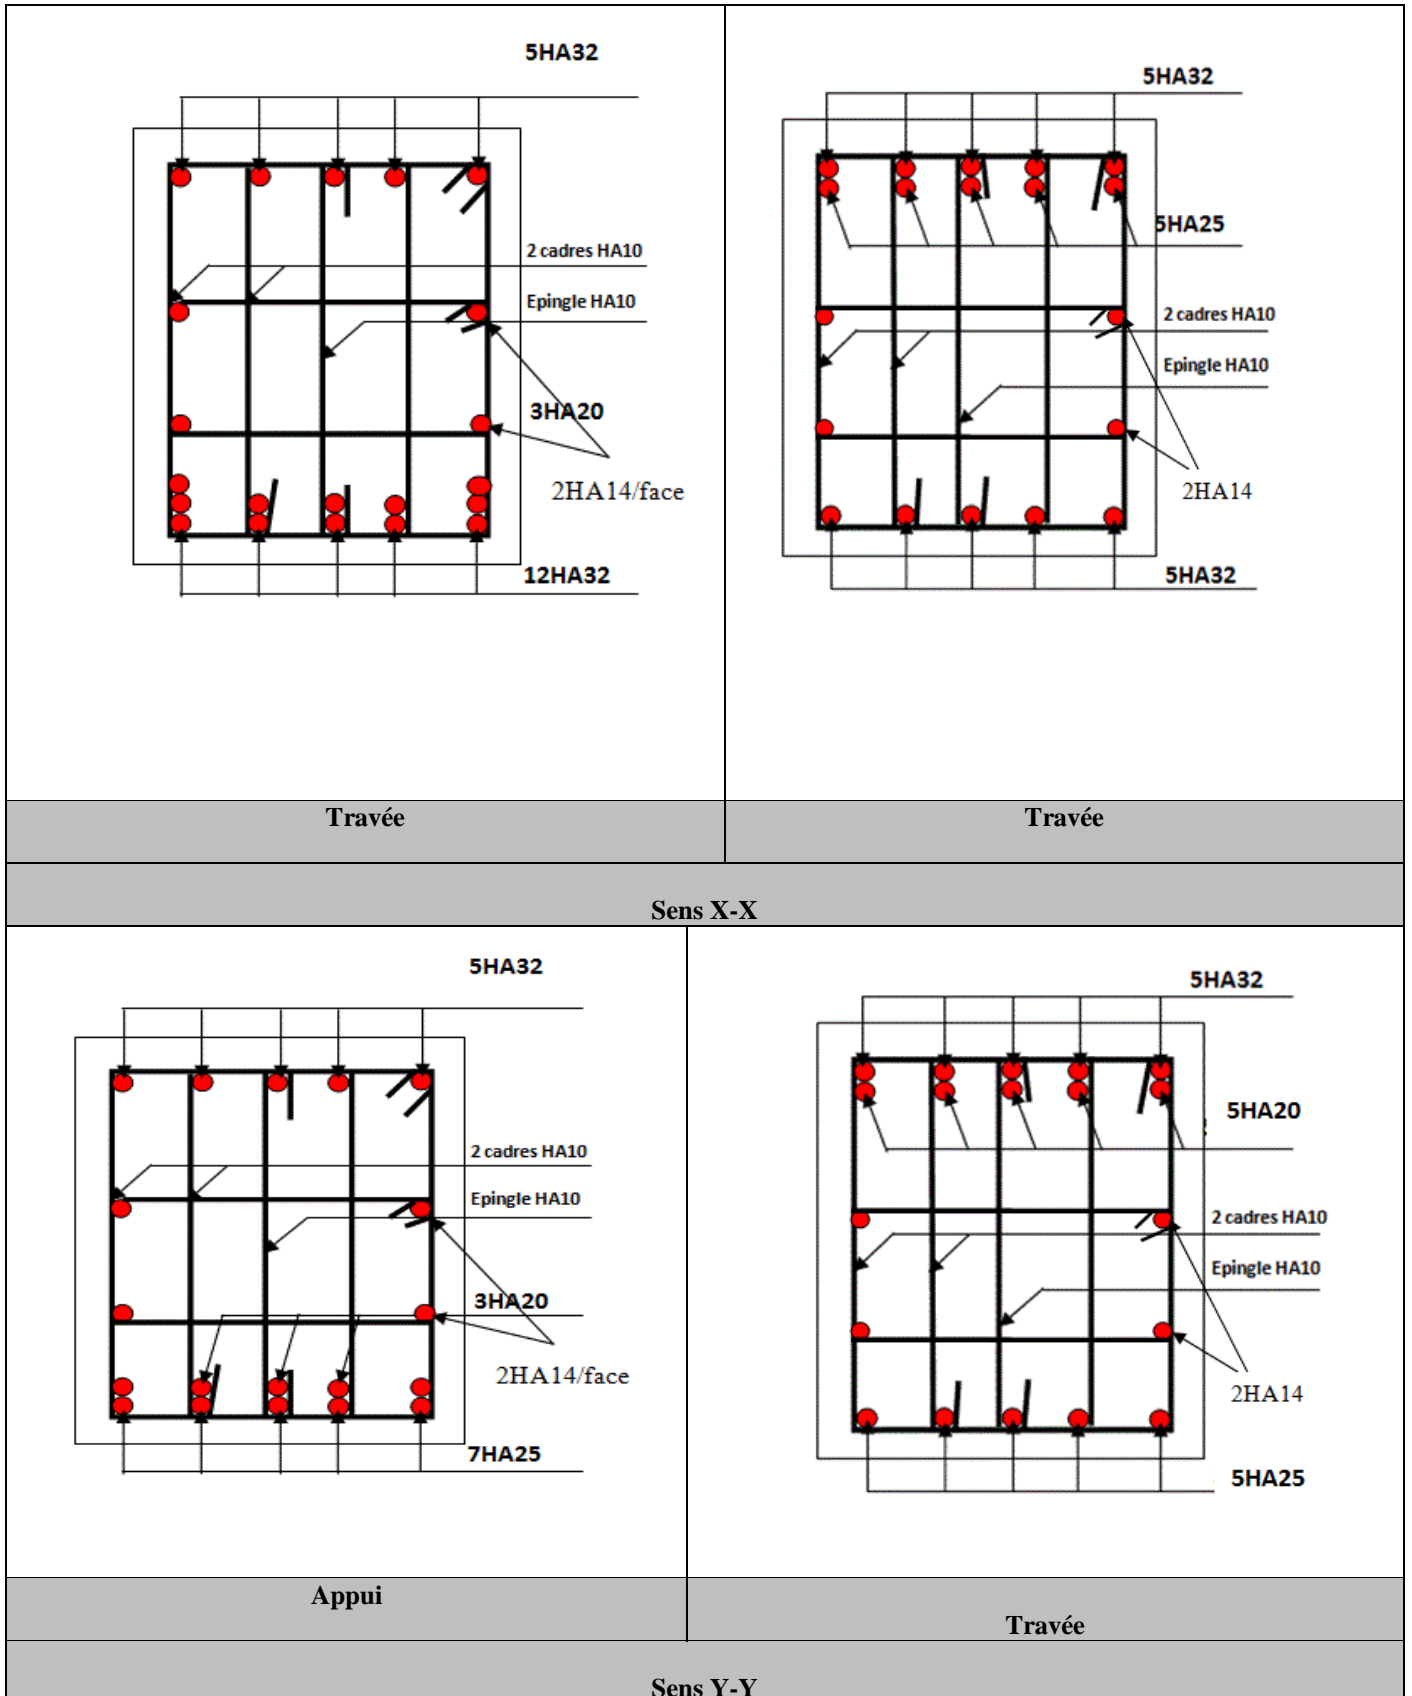 5HA32
2 cadres HA10
Epingle HA10
3HA20
2HA14/face
12HA32
5HA32
5HA25
2 cadres HA10
Epingle HA10
2HA14
5HA32
Travée
Travée
Sens X-X
5HA32
2 cadres HA10
Epingle HA10
3HA20
2HA14/face
7HA25
5HA32
5HA20
2 cadres HA10
Epingle HA10
2HA14
5HA25
Appui
Travée
Sens Y-Y